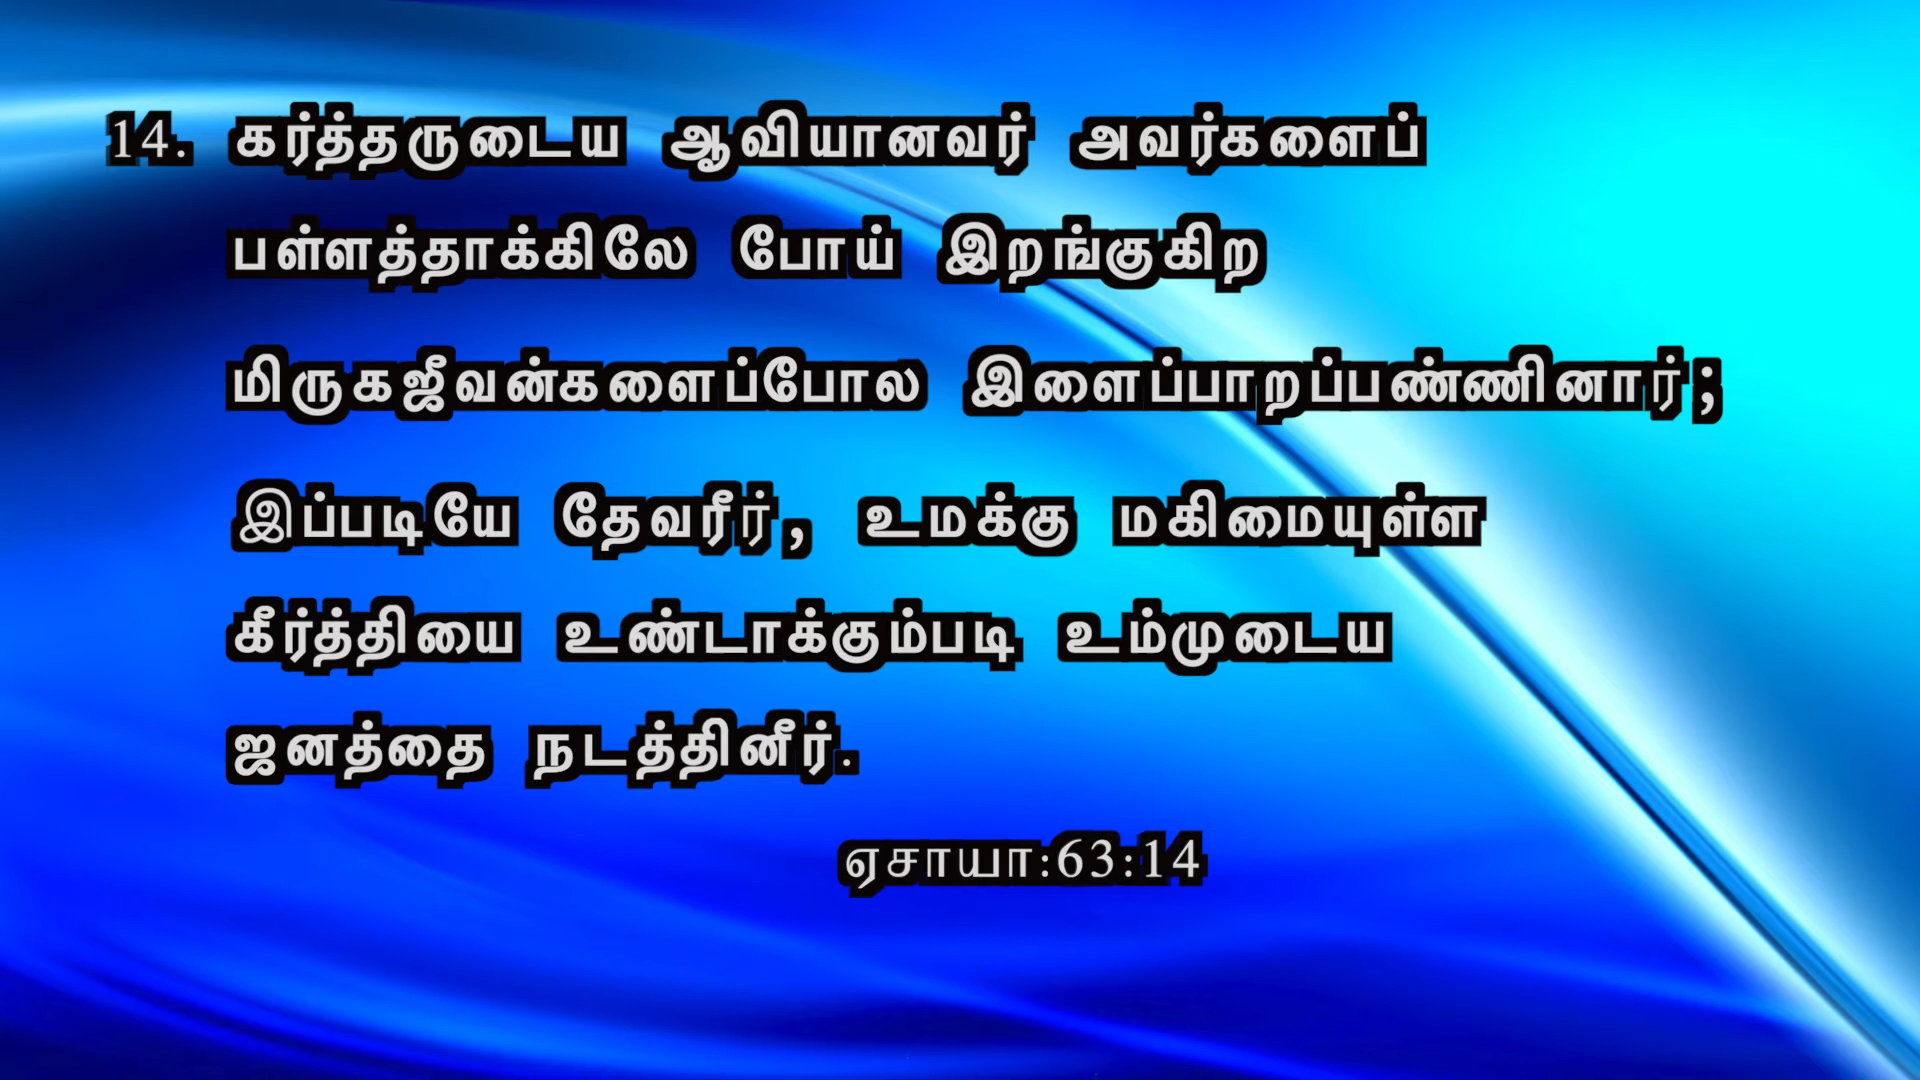 14. கர்த்தருடைய ஆவியானவர் அவர்களைப்
பள்ளத்தாக்கிலே போய் இறங்குகிற
மிருகஜீவன்களைப்போல இளைப்பாறப்பண்ணினார்;
இப்படியே தேவரீர், உமக்கு மகிமையுள்ள
கீர்த்தியை உண்டாக்கும்படி உம்முடைய
ஜனத்தை நடத்தினீர்.
ஏசாயா:63:14